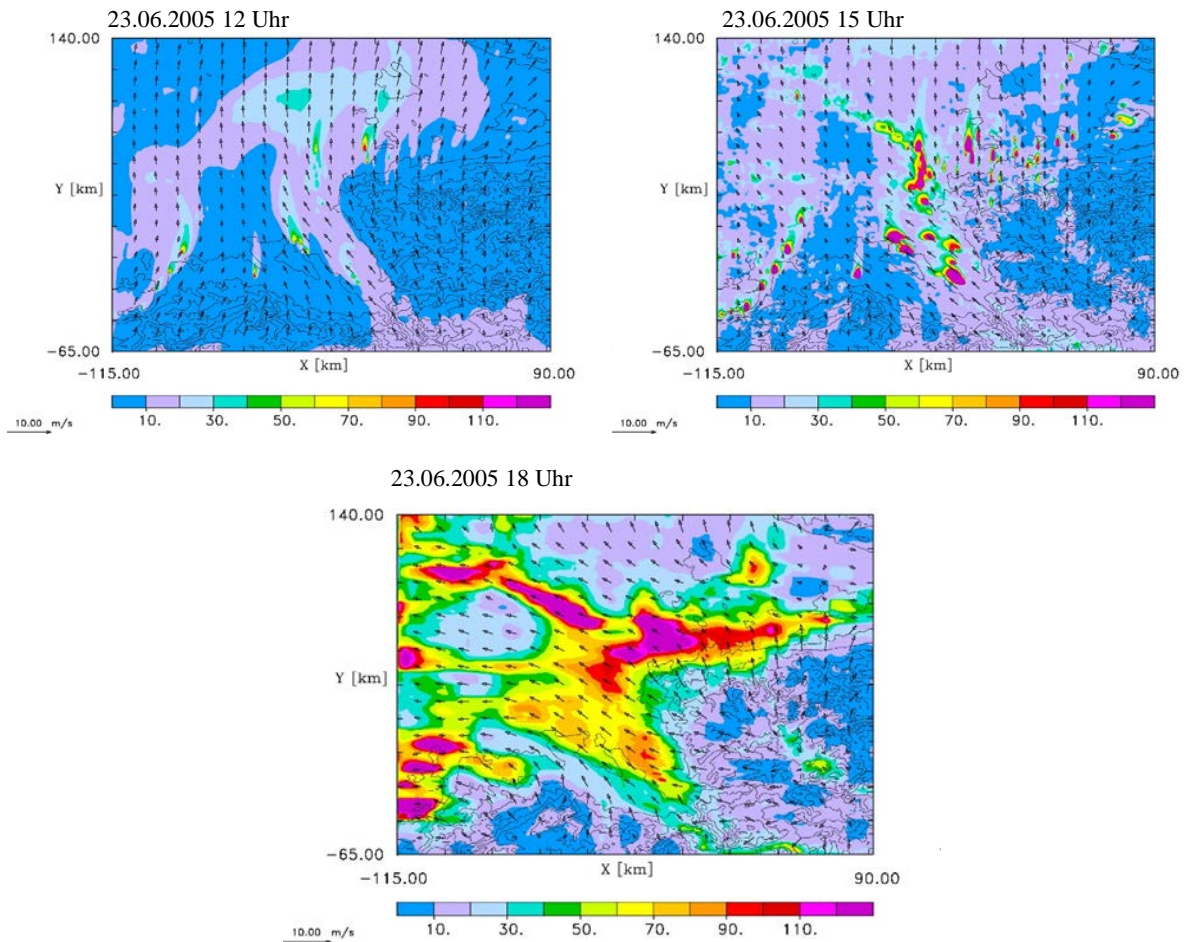 23.06.2005 12 Uhr
140.00
Y [km]
-65.00
X [km]
-115.00
90.00
10. 30. 50. 70. 90. 110.
10.00 m/s
23.06.2005 15 Uhr
140.00
Y [km]
-65.00
X [km]
-115.00
90.00
10. 30. 50. 70. 90. 110.
10.00 m/s
23.06.2005 18 Uhr
140.00
Y [km]
-65.00
X [km]
-115.00
90.00
10. 30. 50. 70. 90. 110.
10.00 m/s